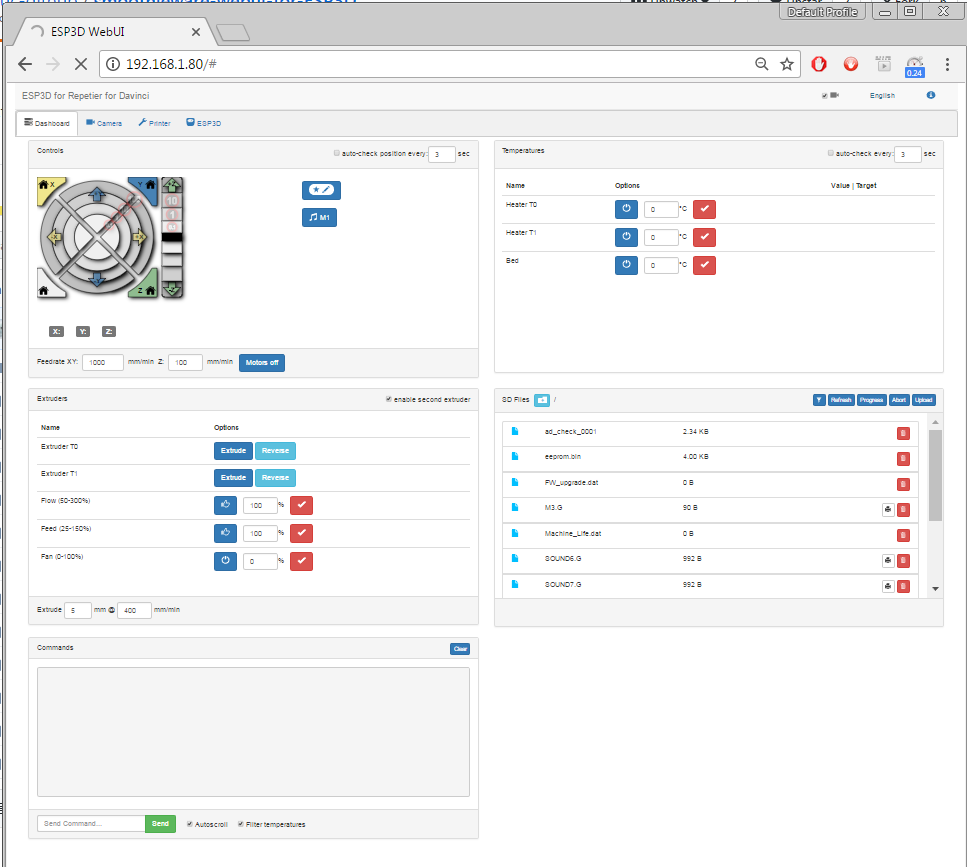 smoothieware-webui-for-ESP3D
Default Profile
ESP3D WebUI
192.168.1.80/#
0.24
ESP3D for Repetier for Davinci
English
Dashboard Camera Printer ESP3D
Controls auto-check position every: 3 sec
X Y
10
1
-X +X
Z
M1
X: Y: Z:
Feedrate XY: 1000 mm/min Z: 100 mm/min Motors off
Temperatures auto-check every: 3 sec
Name Options Value | Target
Heater T0 0 °C
Heater T1 0 °C
Bed 0 °C
Extruders enable second extruder
Name Options
Extruder T0 Extrude Reverse
Extruder T1 Extrude Reverse
Flow (50-300%) 100 %
Feed (25-150%) 100 %
Fan (0-100%) 0 %
Extrude 5 mm @ 400 mm/min
SD Files / Refresh Progress Abort Upload
ad_check_0001 2.34 KB
eeprom.bin 4.00 KB
FW_upgrade.dat 0 B
M3.G 90 B
Machine_Life.dat 0 B
SOUND6.G 992 B
SOUND7.G 992 B
Commands Clear
Send Command... Send Autoscroll Filter temperatures